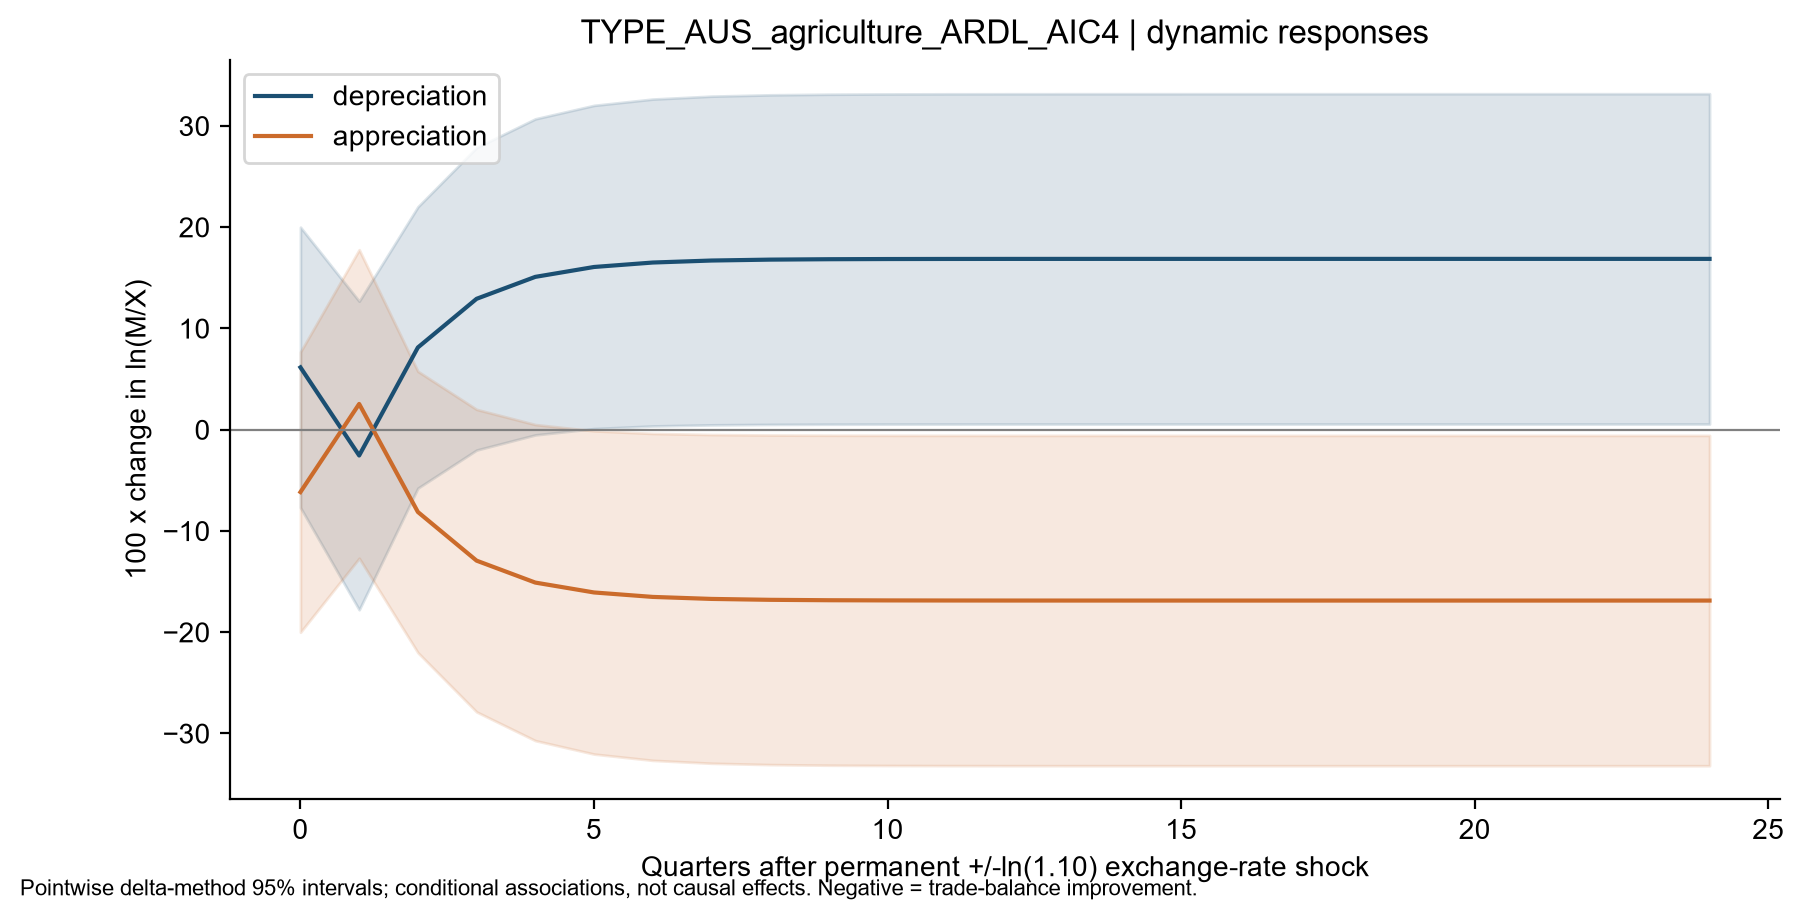 TYPE_AUS_agriculture_ARDL_AIC4 | dynamic responses
depreciation
appreciation
100 x change in ln(M/X)
30
20
10
0
−10
−20
−30
0
5
10
15
20
25
Quarters after permanent +/-ln(1.10) exchange-rate shock
Pointwise delta-method 95% intervals; conditional associations, not causal effects. Negative = trade-balance improvement.